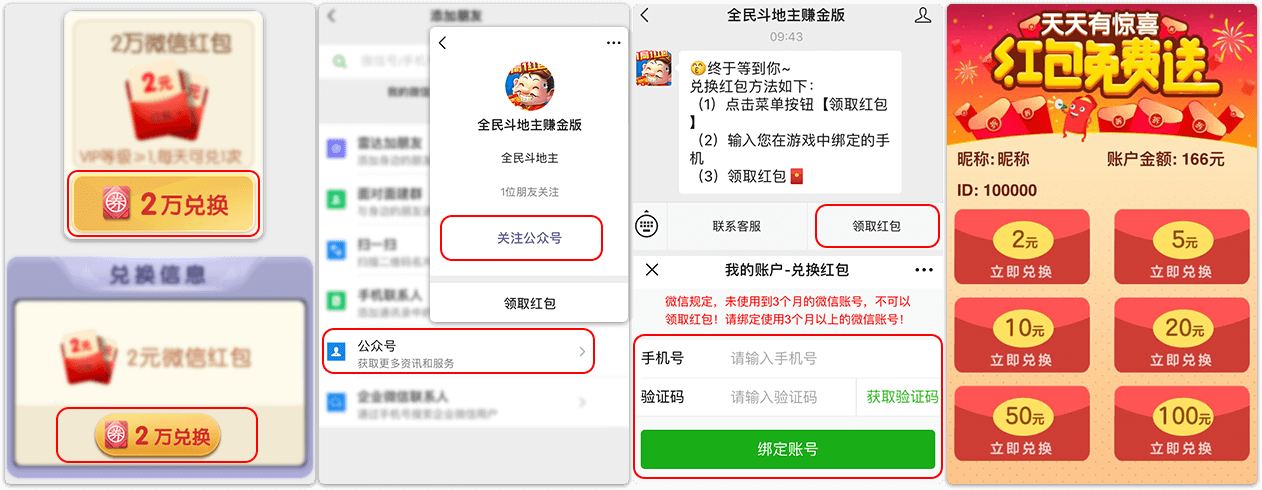 2万微信红包
2元
VIP等级≥1,每天可兑1次
券
2万兑换
兑换信息
2元
2元微信红包
券
2万兑换
添加朋友
微信号/手机
我的微信
雷达加朋友
添加身边的朋友
面对面建群
与身边的朋友
扫一扫
扫描二维码名片
手机联系人
添加通讯录中的
公众号
获取更多资讯和服务
企业微信联系人
通过手机号搜索企业微信用户
全民斗地主赚金版
全民斗地主
1位朋友关注
关注公众号
领取红包
全民斗地主赚金版
09:43
终于等到你~
兑换红包方法如下：
（1）点击菜单按钮【领取红包
】
（2）输入您在游戏中绑定的手
机
（3）领取红包
联系客服
领取红包
我的账户-兑换红包
微信规定，未使用到3个月的微信账号，不可以
领取红包！请绑定使用3个月以上的微信账号！
手机号
请输入手机号
验证码
请输入验证码
获取验证码
绑定账号
天天有惊喜
红包免费送
昵称: 昵称
账户金额: 166元
ID: 100000
2元
立即兑换
5元
立即兑换
10元
立即兑换
20元
立即兑换
50元
立即兑换
100元
立即兑换